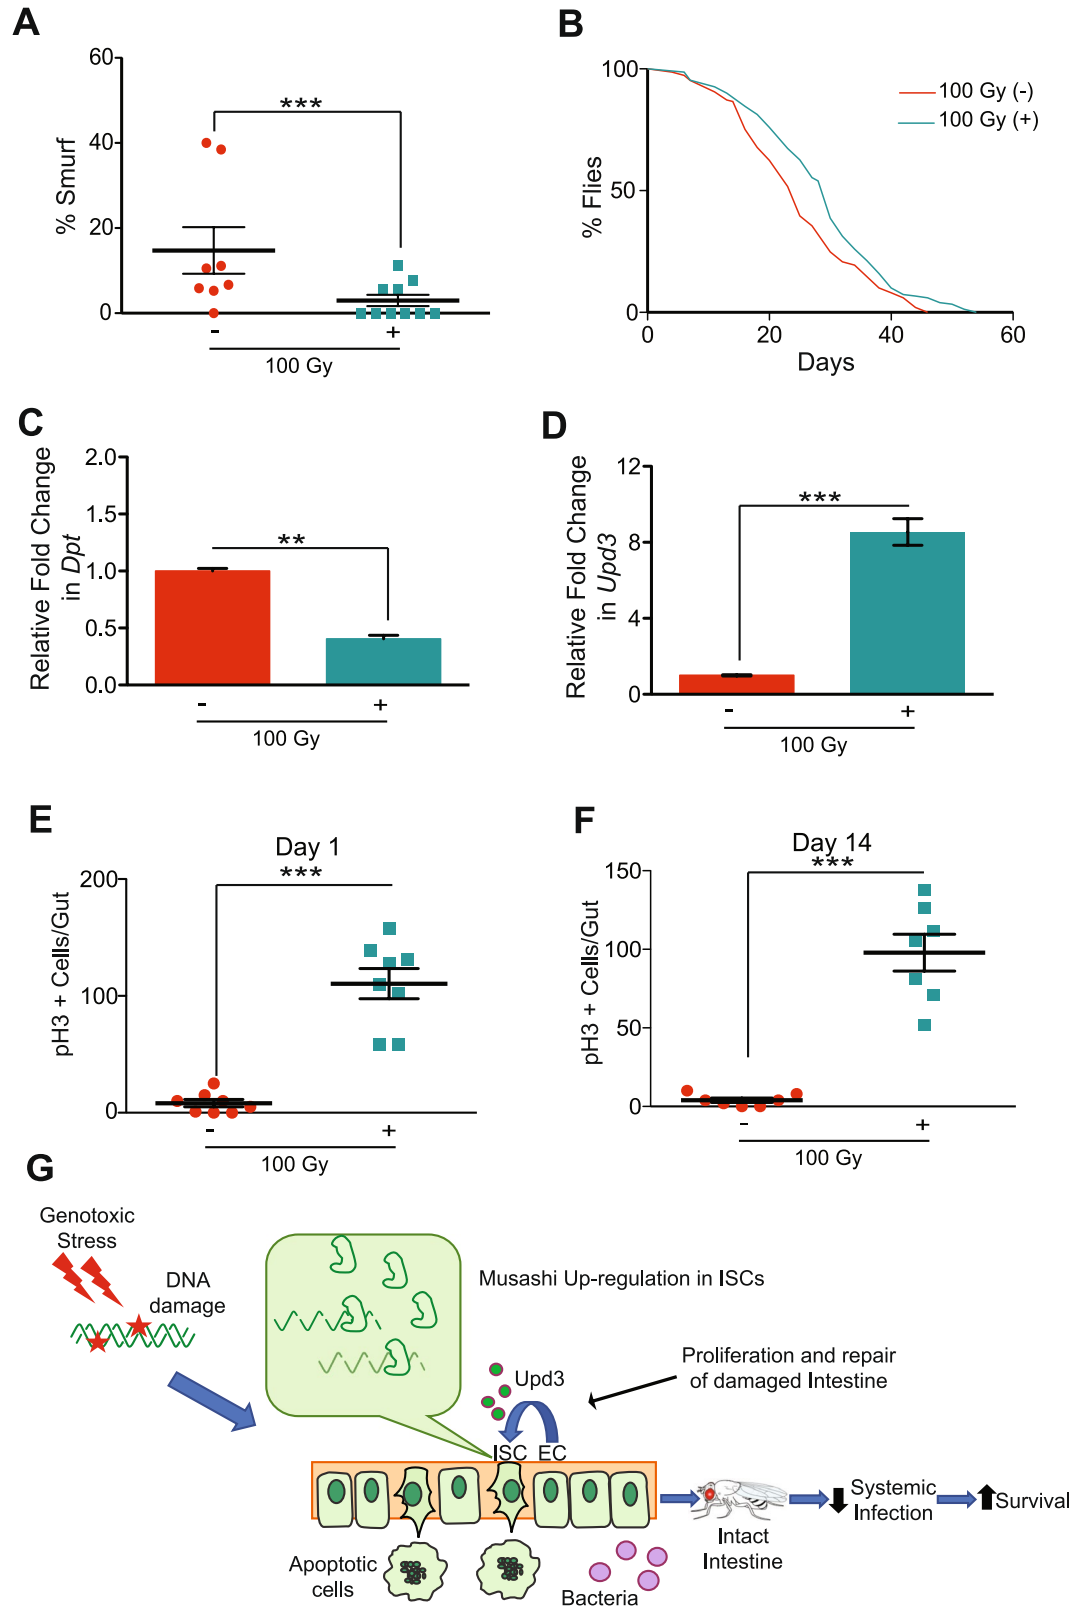 A
60
40
20
0
% Smurf
***
-
+
100 Gy
B
100
50
0
% Flies
0
20
40
60
Days
100 Gy (-)
100 Gy (+)
C
2.0
1.5
1.0
0.5
0.0
Relative Fold Change
in Dpt
**
-
+
100 Gy
D
12
8
4
0
Relative Fold Change
in Upd3
***
-
+
100 Gy
E
Day 1
200
100
0
pH3 + Cells/Gut
***
-
+
100 Gy
F
Day 14
150
100
50
0
pH3 + Cells/Gut
***
-
+
100 Gy
G
Genotoxic
Stress
DNA
damage
Musashi Up-regulation in ISCs
Upd3
Proliferation and repair
of damaged Intestine
ISC EC
Systemic
Infection
Survival
Intact
Intestine
Apoptotic
cells
Bacteria